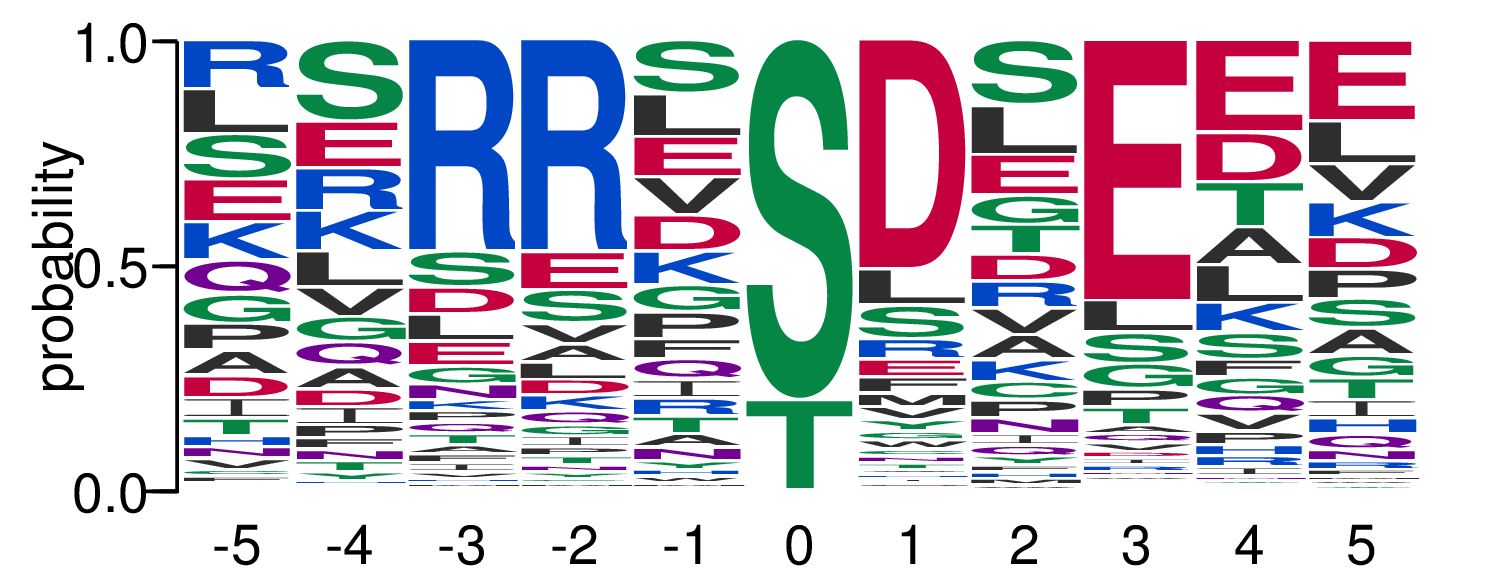 probability
1.0
0.5
0.0
R L S E K Q G P A D I T H N V
S E R K L V G Q A D I P F N T Y
R S D L E G N K P Q T A
R E S V A L D K Q G I P T N
S L E V D K G P F Q I R T A N Y
S T
D L S R E F M V Y
S L E G T D R V A K C P N I Q Y F H M
E L S G P T A Q
E D T A L K S F G Q V P H R I
E L V K D P S A G T I H Q N R
-5 -4 -3 -2 -1 0 1 2 3 4 5